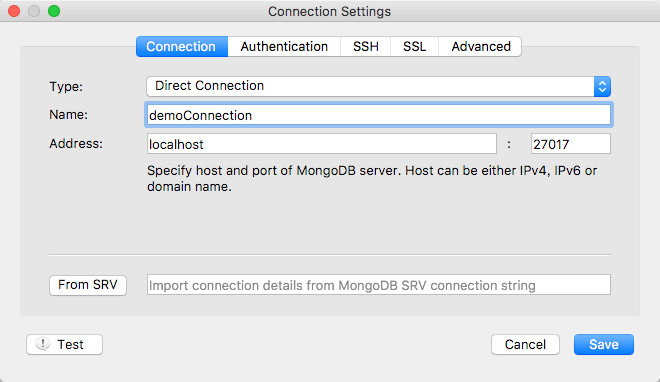 Connection Settings
Connection Authentication SSH SSL Advanced
Type: Direct Connection
Name: demoConnection
Address: localhost : 27017
Specify host and port of MongoDB server. Host can be either IPv4, IPv6 or
domain name.
From SRV Import connection details from MongoDB SRV connection string
! Test Cancel Save